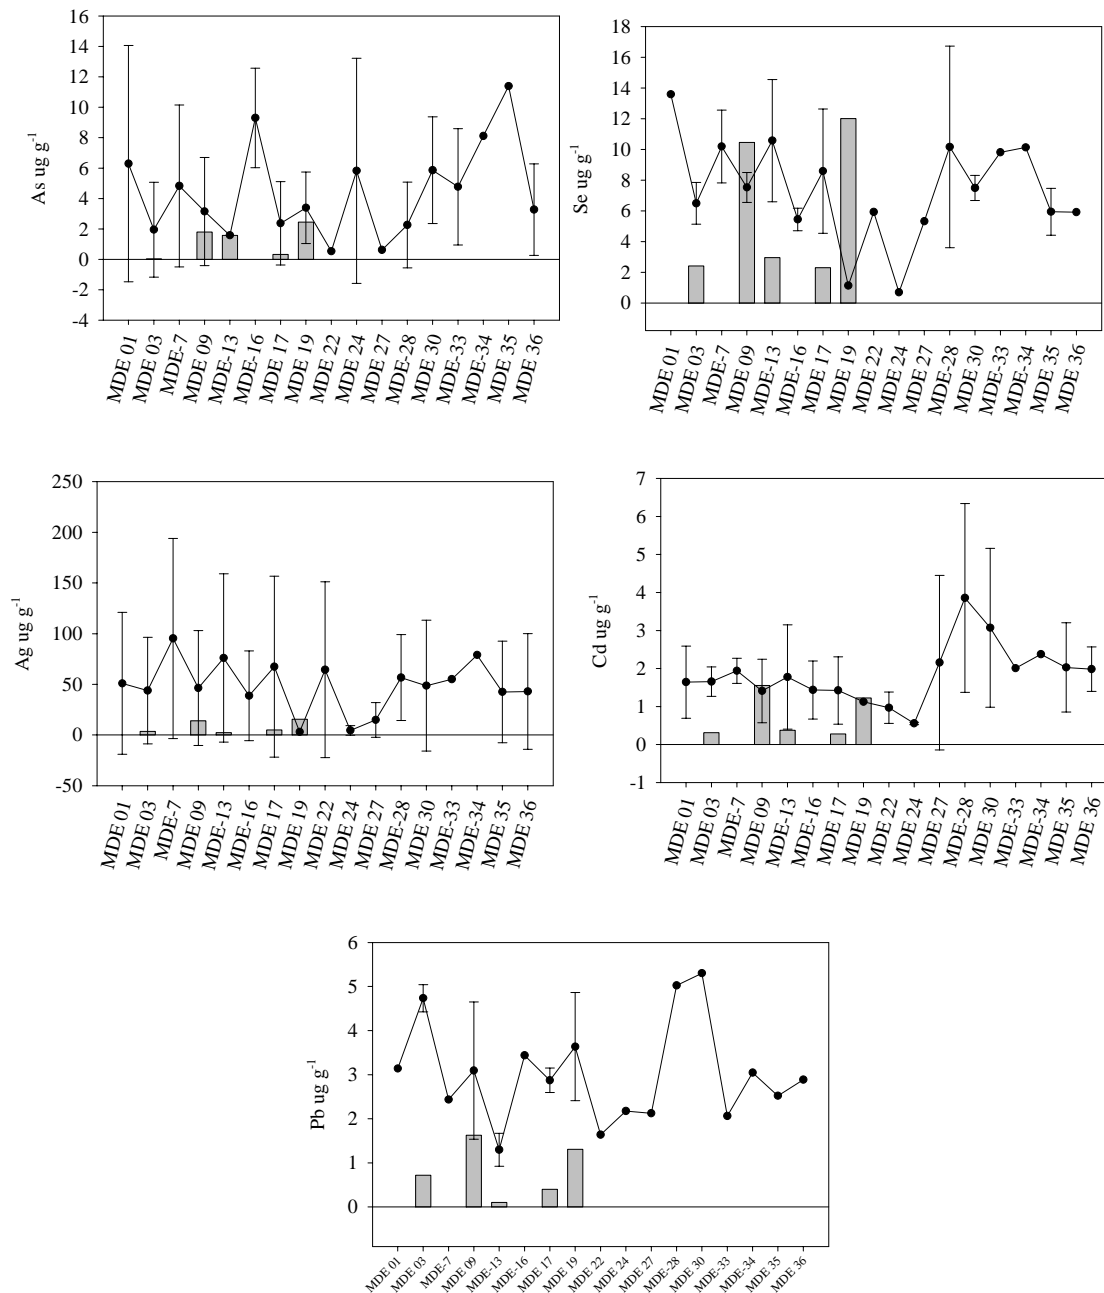 As ug g-1
16
14
12
10
8
6
4
2
0
-2
-4
MDE 01
MDE 03
MDE-7
MDE 09
MDE-13
MDE-16
MDE 17
MDE 19
MDE 22
MDE 24
MDE 27
MDE-28
MDE 30
MDE-33
MDE-34
MDE 35
MDE 36
Se ug g-1
18
16
14
12
10
8
6
4
2
0
MDE 01
MDE 03
MDE-7
MDE 09
MDE-13
MDE-16
MDE 17
MDE 19
MDE 22
MDE 24
MDE 27
MDE-28
MDE 30
MDE-33
MDE-34
MDE 35
MDE 36
Ag ug g-1
250
200
150
100
50
0
-50
MDE 01
MDE 03
MDE-7
MDE 09
MDE-13
MDE-16
MDE 17
MDE 19
MDE 22
MDE 24
MDE 27
MDE-28
MDE 30
MDE-33
MDE-34
MDE 35
MDE 36
Cd ug g-1
7
6
5
4
3
2
1
0
-1
MDE 01
MDE 03
MDE-7
MDE 09
MDE-13
MDE-16
MDE 17
MDE 19
MDE 22
MDE 24
MDE 27
MDE-28
MDE 30
MDE-33
MDE-34
MDE 35
MDE 36
Pb ug g-1
6
5
4
3
2
1
0
MDE 01
MDE 03
MDE-7
MDE 09
MDE-13
MDE-16
MDE 17
MDE 19
MDE 22
MDE 24
MDE 27
MDE-28
MDE 30
MDE-33
MDE-34
MDE 35
MDE 36